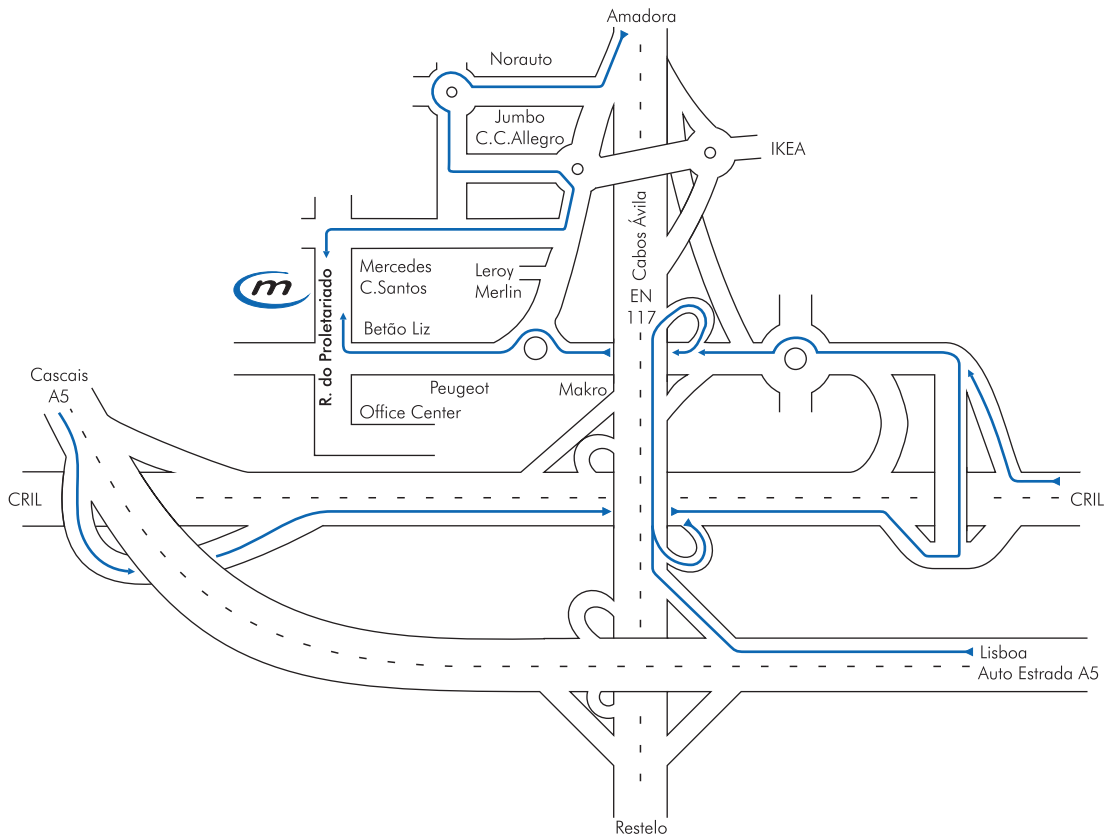 Amadora
Norauto
Jumbo
C.C.Allegro
IKEA
Cabos Ávila
EN
117
Mercedes
C.Santos
Leroy
Merlin
m
R. do Proletariado
Betão Liz
Peugeot
Makro
Office Center
Cascais
A5
CRIL
CRIL
Lisboa
Auto Estrada A5
Restelo